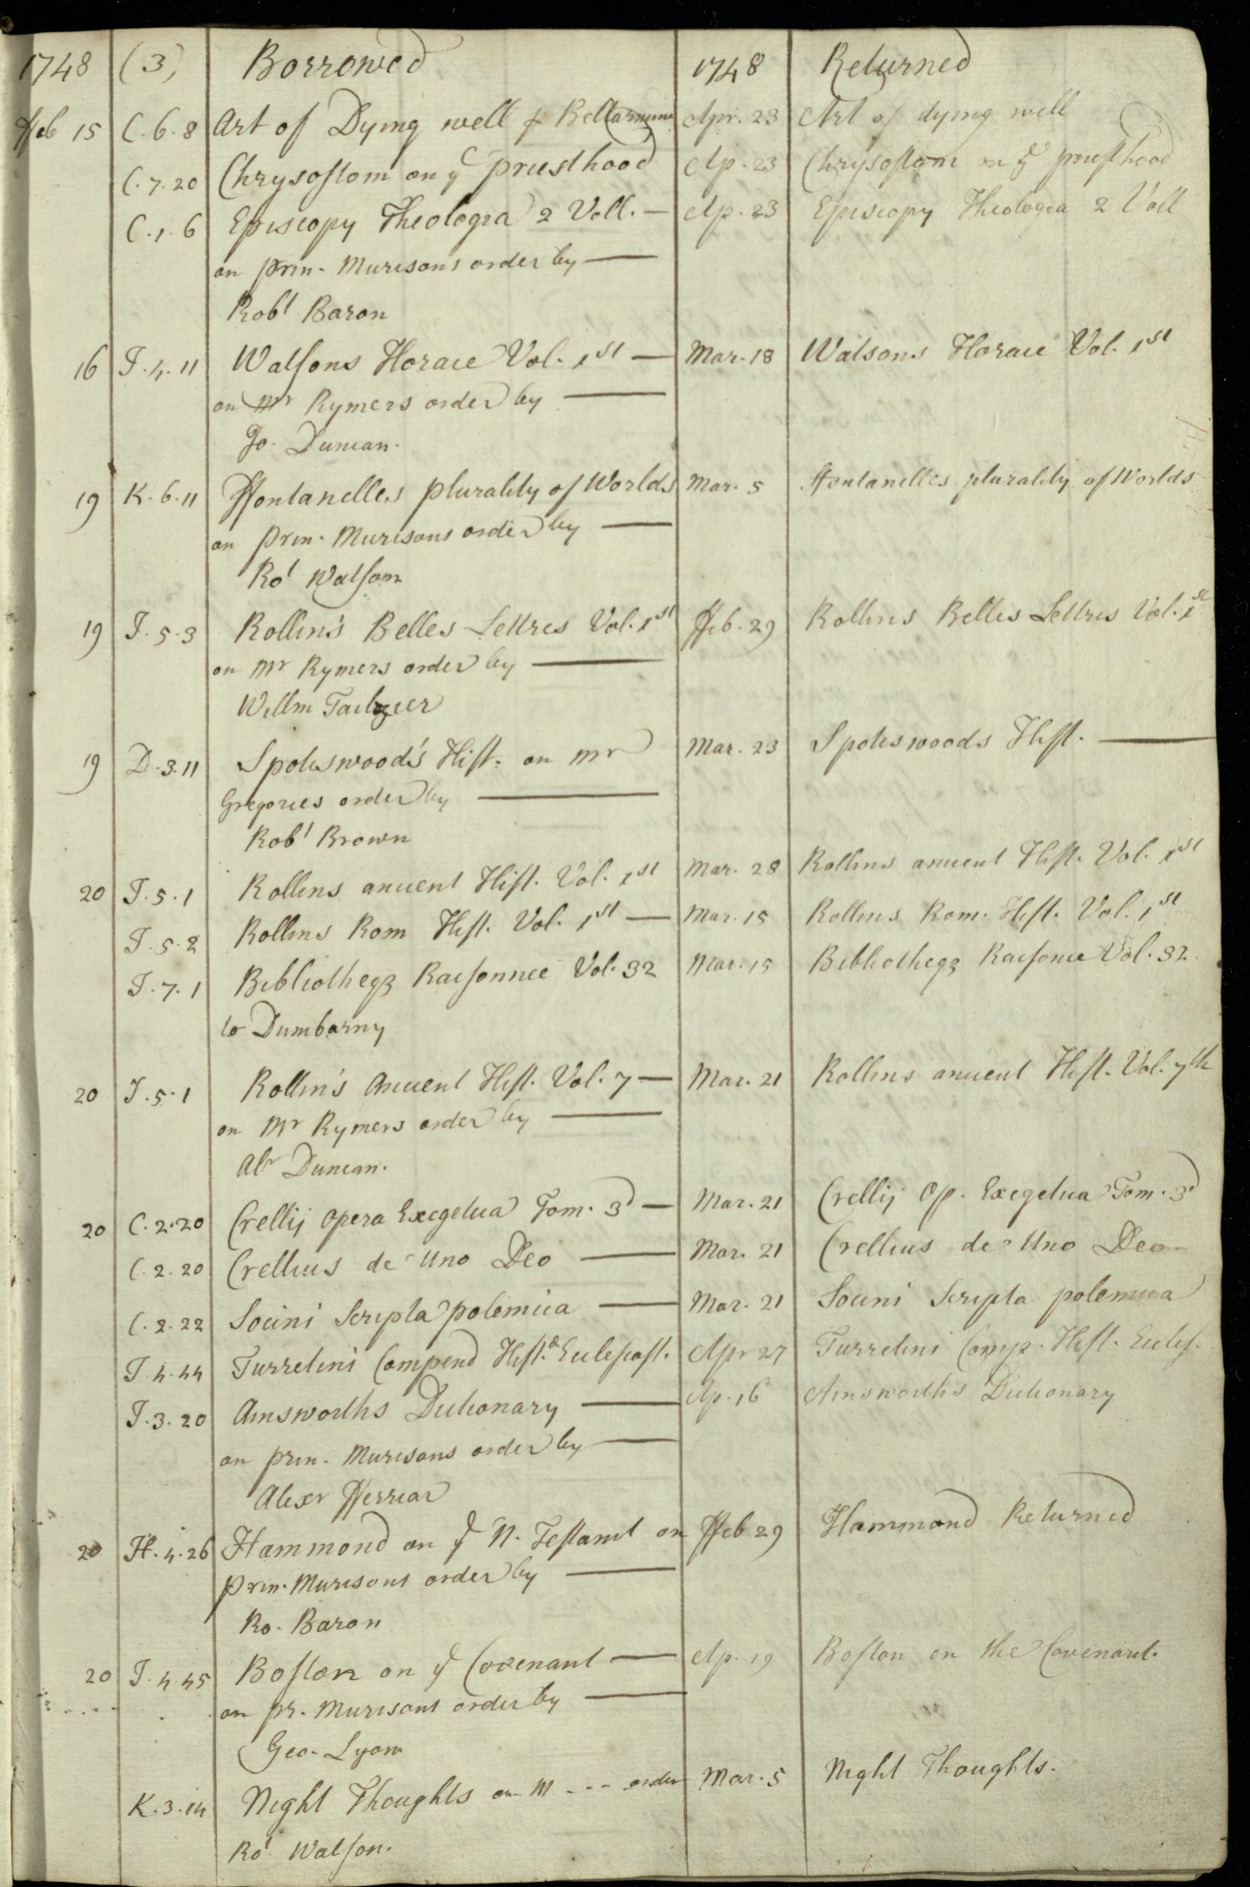 1748 (3) Borrowed 1748 Returned
Feb 15 C.6.8 Art of Dying well p Bellarmine Apr. 23 Art of dying well
C.7.20 Chrysostom on ye priesthood Ap. 23 Chrysostom on ye priesthood
C.1.6 Episcopy Theologia 2 Voll. — Ap. 23 Episcopy Theologia 2 Voll
on prin. Murisons order by —
Robt Baron
16 J.4.11 Watsons Horace Vol. 1st — Mar. 18 Watsons Horace Vol. 1st
on Mr Rymers order by —
Jo. Duncan.
19 K.6.11 Ffontanelles plurality of Worlds Mar. 5 Ffontanelles plurality of Worlds
on prin. Murisons order by —
Rot Watson
19 J.5.3 Rollin's Belles Lettres Vol. 1st Ffeb. 29 Rollins Belles Lettres Vol. 1st
on Mr Rymers order by —
Willm Tailzier
19 D.3.11 Spotswood's Hist. on Mr Mar. 23 Spotswoods Hist. —
Gregories order by —
Robt Brown
20 J.5.1 Rollins ancient Hist. Vol. 1st Mar. 28 Rollins ancient Hist. Vol. 1st
J.5.2 Rollins Rom Hist. Vol. 1st — Mar. 15 Rollins Rom. Hist. Vol. 1st
J.7.1 Bibliotheqz Raisonnee Vol. 32 Mar. 15 Bibliotheqz Raisonie Vol. 32.
to Dumbarny
20 J.5.1 Rollin's Ancient Hist. Vol. 7 — Mar. 21 Rollins ancient Hist. Vol. 7th
on Mr Rymers order by —
Alr Duncan.
20 C.2.20 Crellij Opera Exegetica Tom. 3d — Mar. 21 Crellij Op. Exegetica Tom. 3d
C.2.20 Crellius de Uno Deo — Mar. 21 Crellius de Uno Deo
C.2.22 Socini Scripta polemica — Mar. 21 Socini Scripta polemica
J.4.44 Turretini Compend Hist.æ Ecclesiast. Apr 27 Turretini Comp. Hist. Eccles.
J.3.20 Ainsworths Dictionary — Ap. 16 Ainsworth's Dictionary
on prin. Murisons order by —
Alexr Fferriar
20 H.4.26 Hammond on ye N. Testamt on Ffeb 29 Hammond Returned
prin. Murisons order by —
Ro. Baron
20 J.4.45 Boston on ye Covenant — Ap. 19 Boston on the Covenant.
on pr. Murisons order by —
Geo. Lyon
K.3.14 Night Thoughts on M - - - order Mar. 5 Night Thoughts.
Rot Watson.